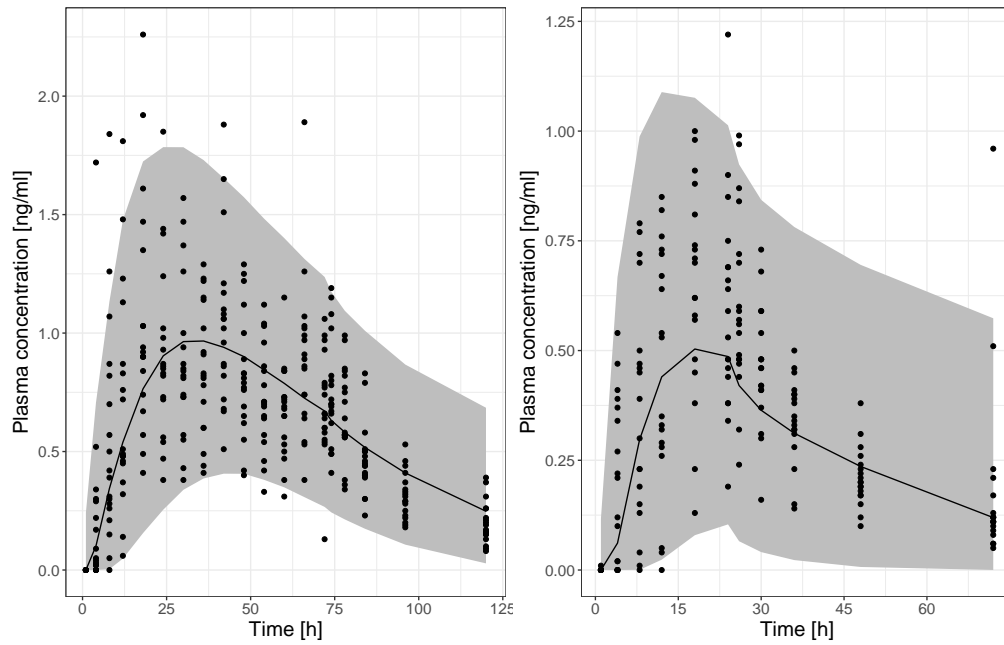 Plasma concentration [ng/ml]
2.0
1.5
1.0
0.5
0.0
0 25 50 75 100 125
Time [h]
Plasma concentration [ng/ml]
1.25
1.00
0.75
0.50
0.25
0.00
0 15 30 45 60
Time [h]